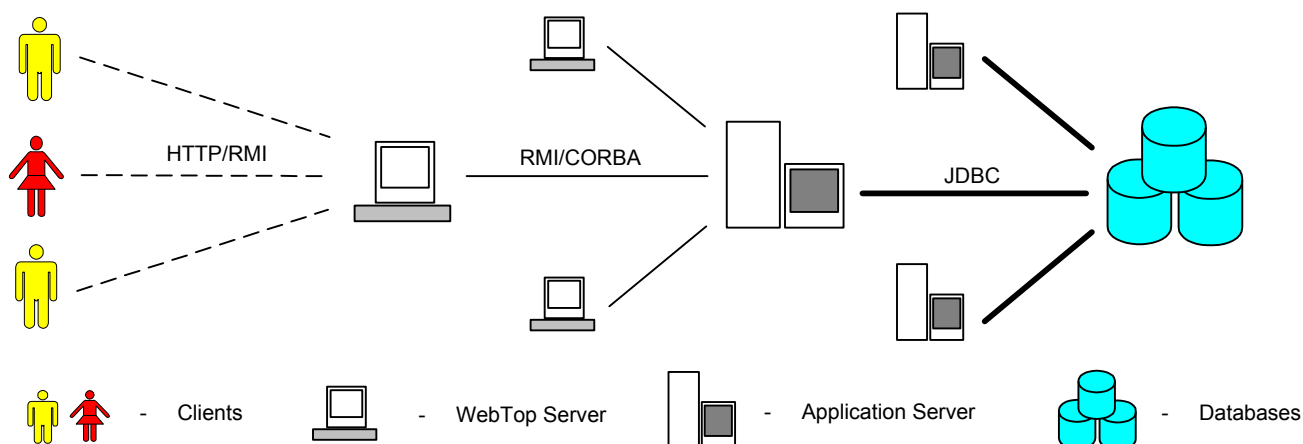 HTTP/RMI
RMI/CORBA
JDBC
- Clients
- WebTop Server
- Application Server
- Databases